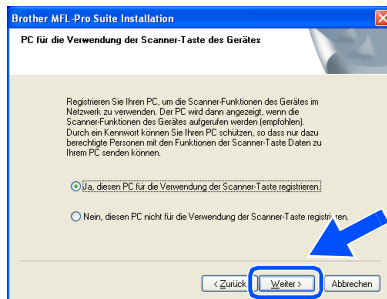 Brother MFL-Pro Suite Installation
PC für die Verwendung der Scanner-Taste des Gerätes
Registrieren Sie Ihren PC, um die Scanner-Funktionen des Gerätes im
Netzwerk zu verwenden. Der PC wird dann angezeigt, wenn die
Scanner-Funktionen des Gerätes aufgerufen werden (empfohlen).
Durch ein Kennwort können Sie Ihren PC schützen, so dass nur dazu
berechtigte Personen mit den Funktionen der Scanner-Taste Daten zu
Ihrem PC senden können.
Ja, diesen PC für die Verwendung der Scanner-Taste registrieren.
Nein, diesen PC nicht für die Verwendung der Scanner-Taste registrieren.
< Zurück Weiter > Abbrechen